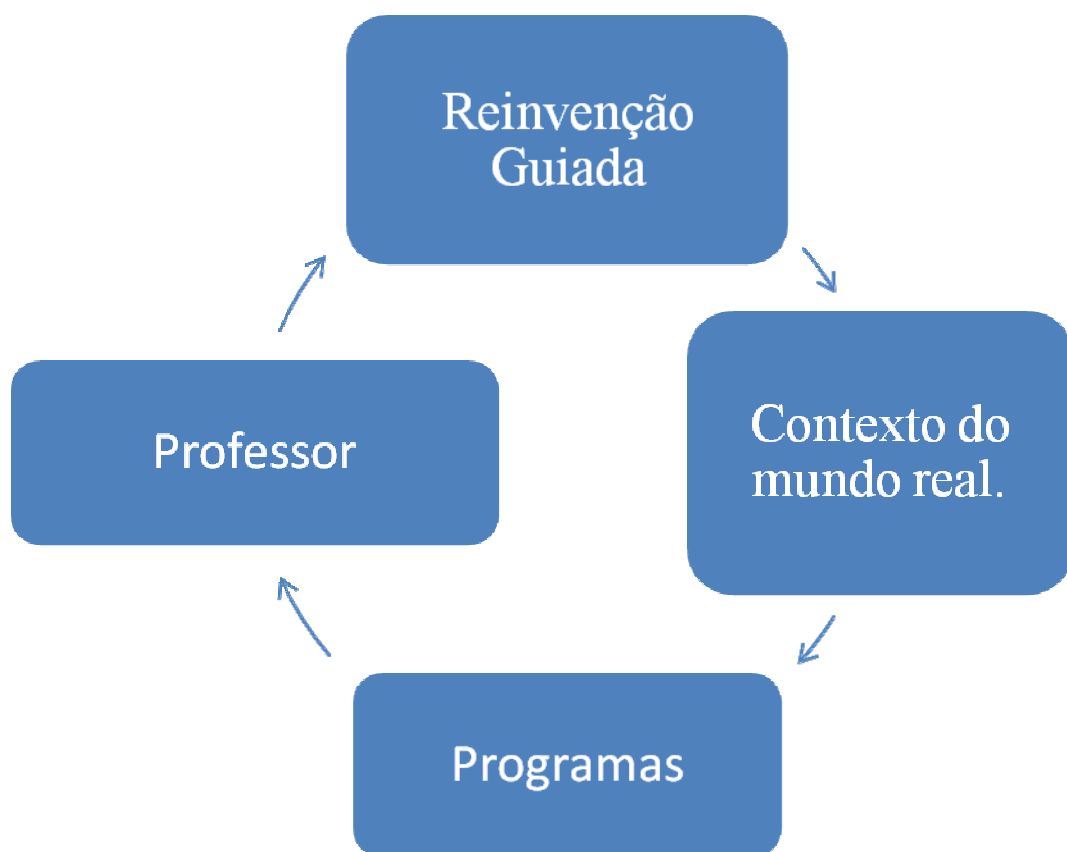 Reinvenção
Guiada
Contexto do
mundo real.
Programas
Professor